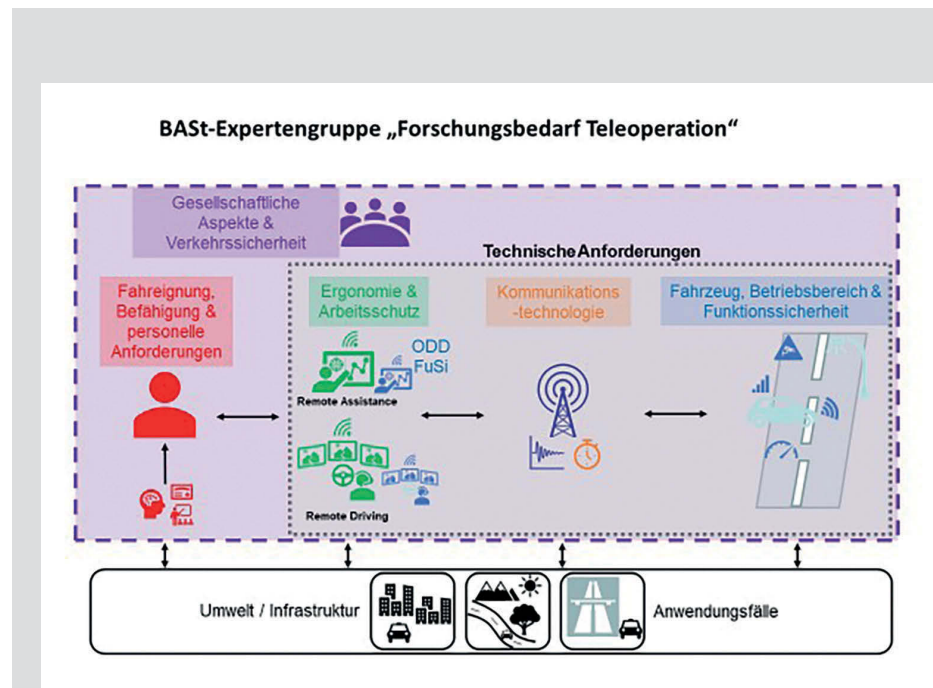 BASt-Expertengruppe „Forschungsbedarf Teleoperation“
Gesellschaftliche
Aspekte &
Verkehrssicherheit
Technische Anforderungen
Fahreignung,
Befähigung &
personelle
Anforderungen
Ergonomie &
Arbeitsschutz
Kommunikations
-technologie
Fahrzeug, Betriebsbereich &
Funktionssicherheit
ODD
FuSi
Remote Assistance
Remote Driving
Umwelt / Infrastruktur
Anwendungsfälle